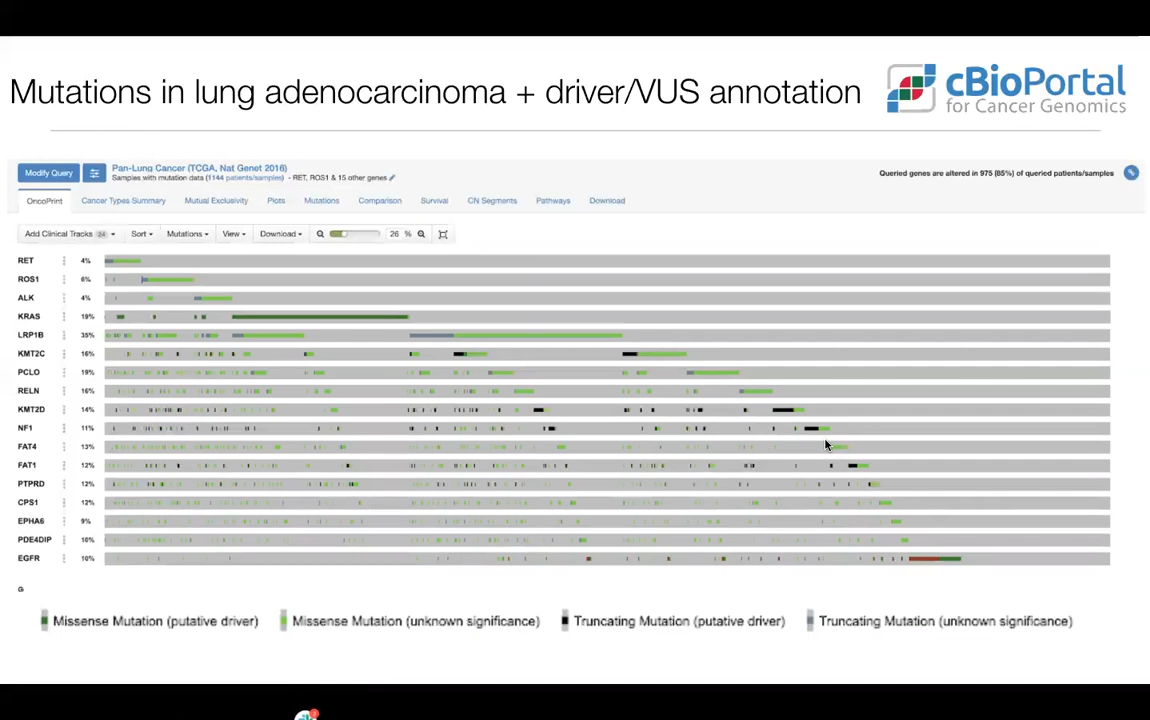 Mutations in lung adenocarcinoma + driver/VUS annotation
cBioPortal
for Cancer Genomics
Modify Query
Pan-Lung Cancer (TCGA, Nat Genet 2016)
Samples with mutation data (1144 patients/samples) - RET, ROS1 & 15 other genes
Queried genes are altered in 975 (85%) of queried patients/samples
OncoPrint Cancer Types Summary Mutual Exclusivity Plots Mutations Comparison Survival CN Segments Pathways Download
Add Clinical Tracks 24 Sort Mutations View Download 26 %
RET 4%
ROS1 6%
ALK 4%
KRAS 19%
LRP1B 35%
KMT2C 16%
PCLO 19%
RELN 16%
KMT2D 14%
NF1 11%
FAT4 13%
FAT1 12%
PTPRD 12%
CPS1 12%
EPHA6 9%
PDE4DIP 10%
EGFR 10%
G
Missense Mutation (putative driver) Missense Mutation (unknown significance) Truncating Mutation (putative driver) Truncating Mutation (unknown significance)